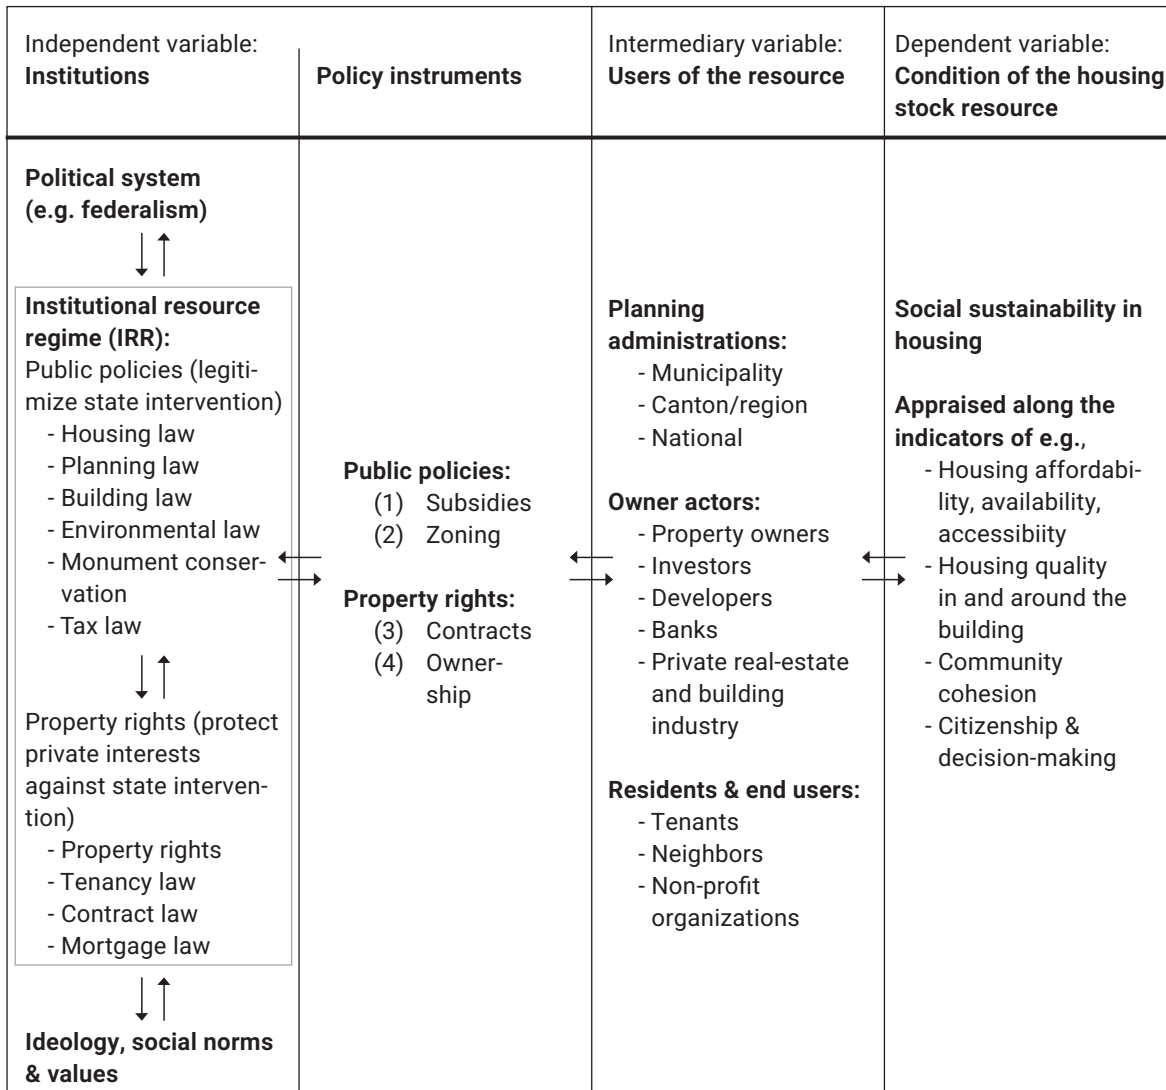 Independent variable:
Institutions
Policy instruments
Intermediary variable:
Users of the resource
Dependent variable:
Condition of the housing
stock resource
Political system
(e.g. federalism)
Institutional resource
regime (IRR):
Public policies (legiti-
mize state intervention)
- Housing law
- Planning law
- Building law
- Environmental law
- Monument conser-
vation
- Tax law
Property rights (protect
private interests
against state interven-
tion)
- Property rights
- Tenancy law
- Contract law
- Mortgage law
Ideology, social norms
& values
Public policies:
(1) Subsidies
(2) Zoning
Property rights:
(3) Contracts
(4) Owner-
ship
Planning
administrations:
- Municipality
- Canton/region
- National
Owner actors:
- Property owners
- Investors
- Developers
- Banks
- Private real-estate
and building
industry
Residents & end users:
- Tenants
- Neighbors
- Non-profit
organizations
Social sustainability in
housing
Appraised along the
indicators of e.g.,
- Housing affordabi-
lity, availability,
accessibiity
- Housing quality
in and around the
building
- Community
cohesion
- Citizenship &
decision-making